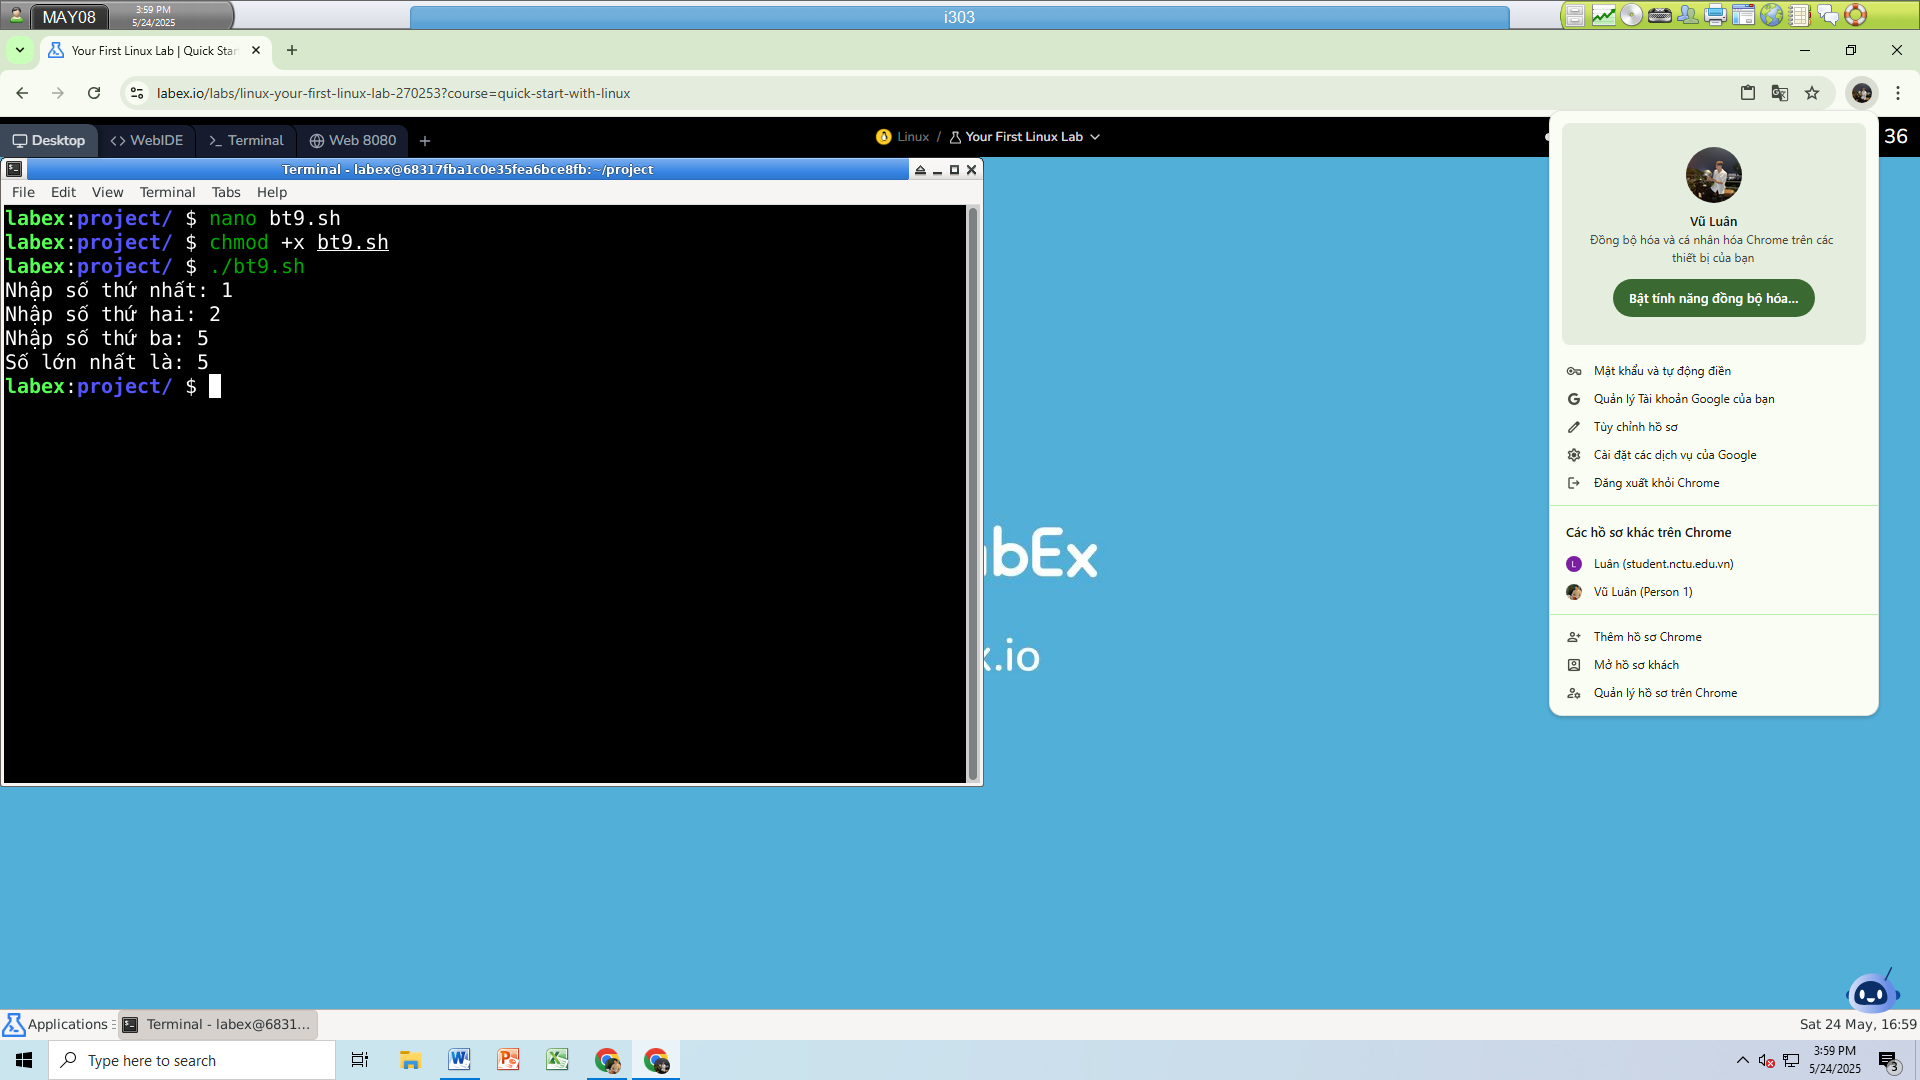 MAY08
3:59 PM
5/24/2025
i303
Your First Linux Lab | Quick Star
labex.io/labs/linux-your-first-linux-lab-270253?course=quick-start-with-linux
Desktop
WebIDE
Terminal
Web 8080
Linux / Your First Linux Lab
36
Terminal - labex@68317fba1c0e35fea6bce8fb:~/project
File Edit View Terminal Tabs Help
labex:project/ $ nano bt9.sh
labex:project/ $ chmod +x bt9.sh
labex:project/ $ ./bt9.sh
Nhập số thứ nhất: 1
Nhập số thứ hai: 2
Nhập số thứ ba: 5
Số lớn nhất là: 5
labex:project/ $
abEx
x.io
Vũ Luân
Đồng bộ hóa và cá nhân hóa Chrome trên các
thiết bị của bạn
Bật tính năng đồng bộ hóa...
Mật khẩu và tự động điền
Quản lý Tài khoản Google của bạn
Tùy chỉnh hồ sơ
Cài đặt các dịch vụ của Google
Đăng xuất khỏi Chrome
Các hồ sơ khác trên Chrome
L
Luân (student.nctu.edu.vn)
Vũ Luân (Person 1)
Thêm hồ sơ Chrome
Mở hồ sơ khách
Quản lý hồ sơ trên Chrome
Applications
Terminal - labex@6831...
Sat 24 May, 16:59
Type here to search
3:59 PM
5/24/2025
3